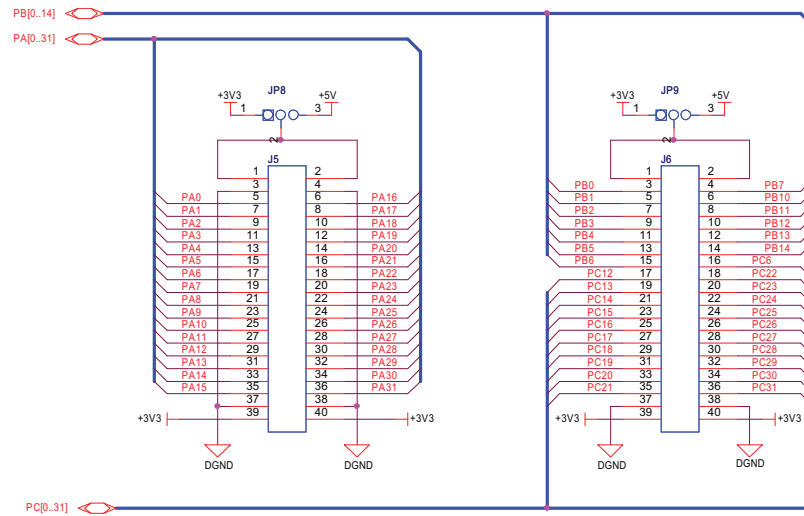 PB[0..14]
PA[0..31]
JP8
+3V3 1 3 +5V
2
J5
1 2
3 4
PA0 5 6 PA16
PA1 7 8 PA17
PA2 9 10 PA18
PA3 11 12 PA19
PA4 13 14 PA20
PA5 15 16 PA21
PA6 17 18 PA22
PA7 19 20 PA23
PA8 21 22 PA24
PA9 23 24 PA25
PA10 25 26 PA26
PA11 27 28 PA27
PA12 29 30 PA28
PA13 31 32 PA29
PA14 33 34 PA30
PA15 35 36 PA31
37 38
+3V3 39 40 +3V3
DGND DGND
JP9
+3V3 1 3 +5V
2
J6
1 2
PB0 3 4 PB7
PB1 5 6 PB10
PB2 7 8 PB11
PB3 9 10 PB12
PB4 11 12 PB13
PB5 13 14 PB14
PB6 15 16 PC6
PC12 17 18 PC22
PC13 19 20 PC23
PC14 21 22 PC24
PC15 23 24 PC25
PC16 25 26 PC26
PC17 27 28 PC27
PC18 29 30 PC28
PC19 31 32 PC29
PC20 33 34 PC30
PC21 35 36 PC31
37 38
+3V3 39 40 +3V3
DGND DGND
PC[0..31]